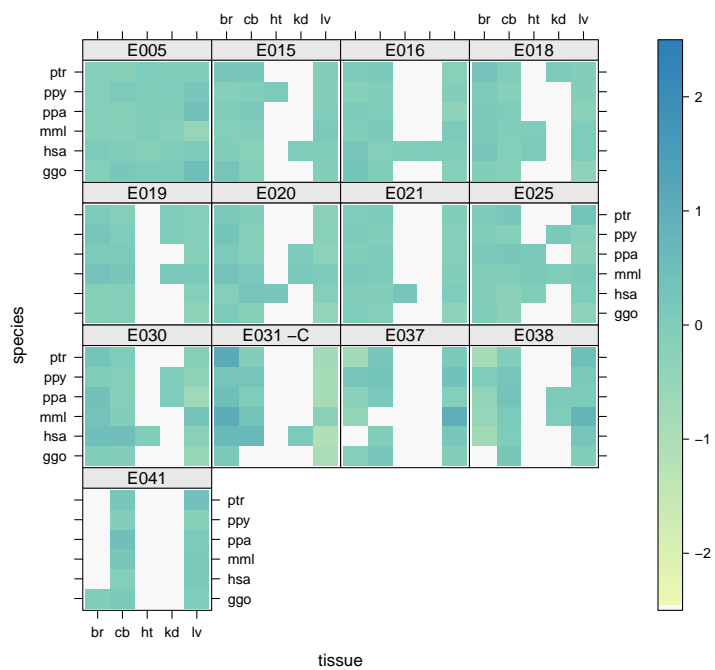 br cb ht kd lv br cb ht kd lv
E005 E015 E016 E018
ptr
ppy
ppa
mml
hsa
ggo
E019 E020 E021 E025
ptr
ppy
ppa
mml
hsa
ggo
E030 E031 −C E037 E038
ptr
ppy
ppa
mml
hsa
ggo
E041
ptr
ppy
ppa
mml
hsa
ggo
br cb ht kd lv
tissue
species
2
1
0
−1
−2